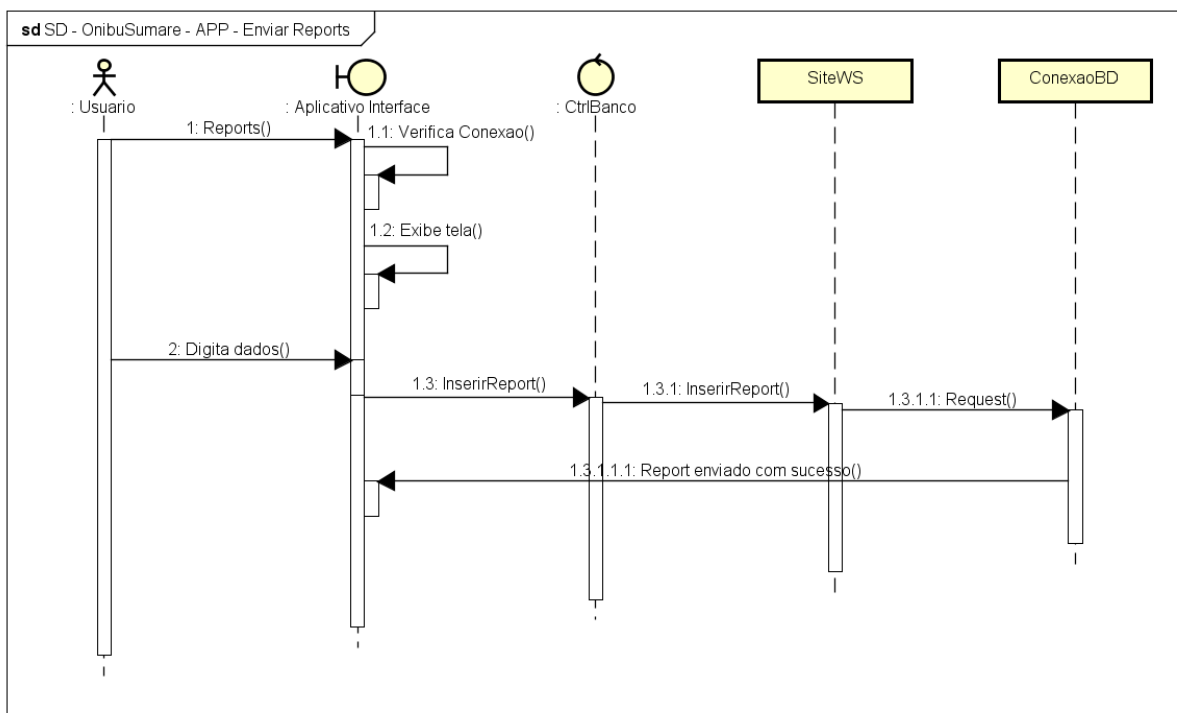 sd SD - OnibuSumare - APP - Enviar Reports
: Usuario
: Aplicativo Interface
: CtrlBanco
SiteWS
ConexaoBD
1: Reports()
1.1: Verifica Conexao()
1.2: Exibe tela()
2: Digita dados()
1.3: InserirReport()
1.3.1: InserirReport()
1.3.1.1: Request()
1.3.1.1.1: Report enviado com sucesso()